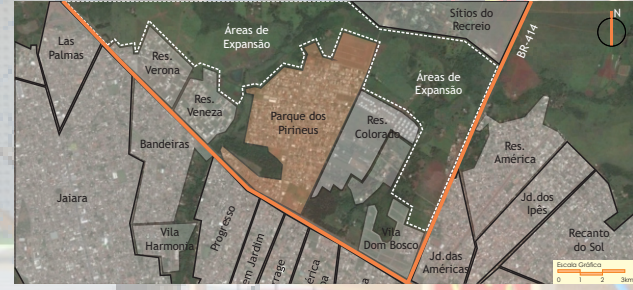 Sítios do
Recreio
N
Las
Palmas
Áreas de
Expansão
BR-414
Res.
Verona
Áreas de
Expansão
Res.
Veneza
Parque dos
Pirineus
Res.
Colorado
Bandeiras
Res.
América
Jaiara
Jd.dos
Ipês
Progresso
Vila
Harmonia
Vila
Dom Bosco
Recanto
do Sol
em Jardim
Jd.das
Américas
Escala Gráfica
0 1 2 3km